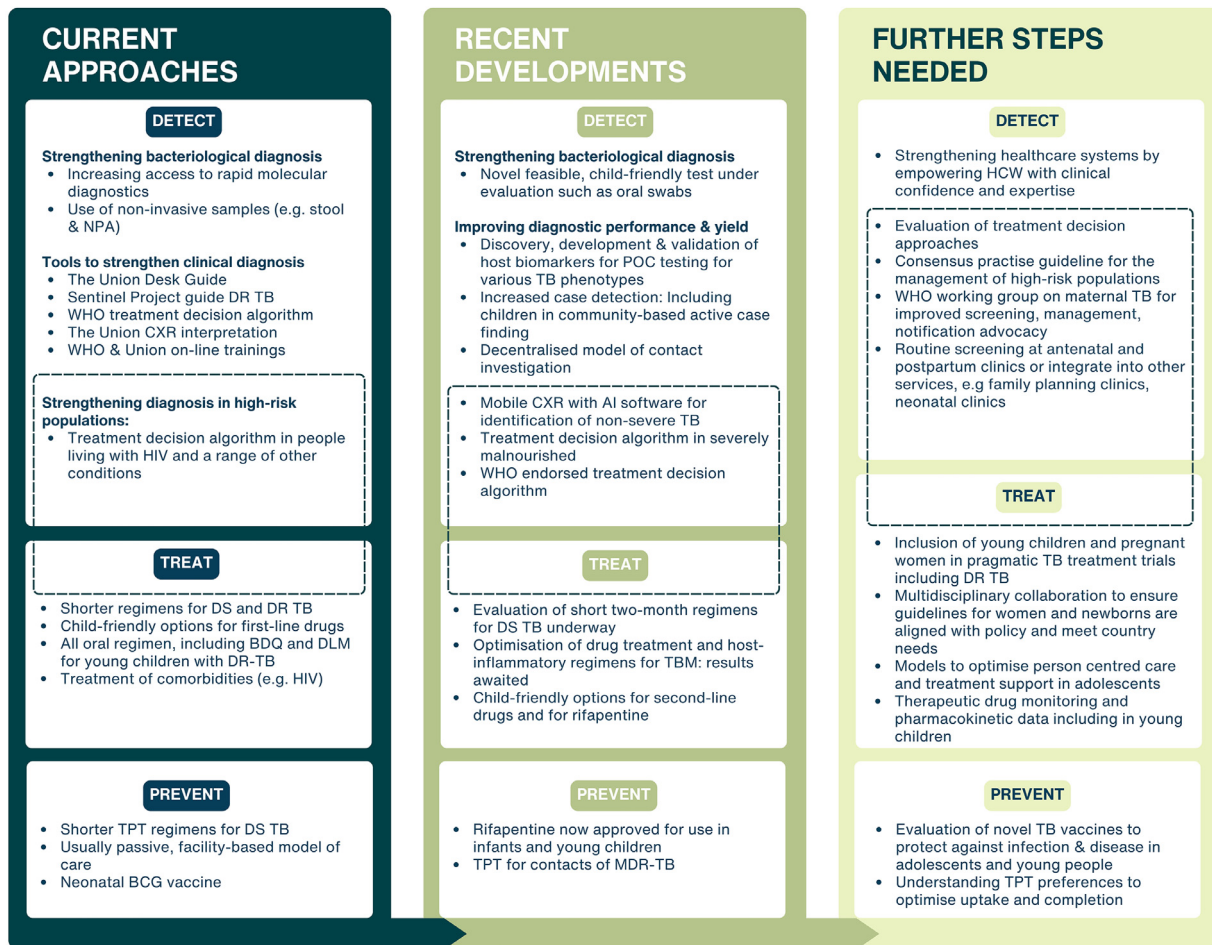 CURRENT
APPROACHES
DETECT
Strengthening bacteriological diagnosis
• Increasing access to rapid molecular
diagnostics
• Use of non-invasive samples (e.g. stool
& NPA)
Tools to strengthen clinical diagnosis
• The Union Desk Guide
• Sentinel Project guide DR TB
• WHO treatment decision algorithm
• The Union CXR interpretation
• WHO & Union on-line trainings
Strengthening diagnosis in high-risk
populations:
• Treatment decision algorithm in people
living with HIV and a range of other
conditions
TREAT
• Shorter regimens for DS and DR TB
• Child-friendly options for first-line drugs
• All oral regimen, including BDQ and DLM
for young children with DR-TB
• Treatment of comorbidities (e.g. HIV)
PREVENT
• Shorter TPT regimens for DS TB
• Usually passive, facility-based model of
care
• Neonatal BCG vaccine
RECENT
DEVELOPMENTS
DETECT
Strengthening bacteriological diagnosis
• Novel feasible, child-friendly test under
evaluation such as oral swabs
Improving diagnostic performance & yield
• Discovery, development & validation of
host biomarkers for POC testing for
various TB phenotypes
• Increased case detection: Including
children in community-based active case
finding
• Decentralised model of contact
investigation
• Mobile CXR with AI software for
identification of non-severe TB
• Treatment decision algorithm in severely
malnourished
• WHO endorsed treatment decision
algorithm
TREAT
• Evaluation of short two-month regimens
for DS TB underway
• Optimisation of drug treatment and host-
inflammatory regimens for TBM: results
awaited
• Child-friendly options for second-line
drugs and for rifapentine
PREVENT
• Rifapentine now approved for use in
infants and young children
• TPT for contacts of MDR-TB
FURTHER STEPS
NEEDED
DETECT
• Strengthening healthcare systems by
empowering HCW with clinical
confidence and expertise
• Evaluation of treatment decision
approaches
• Consensus practise guideline for the
management of high-risk populations
• WHO working group on maternal TB for
improved screening, management,
notification advocacy
• Routine screening at antenatal and
postpartum clinics or integrate into other
services, e.g family planning clinics,
neonatal clinics
TREAT
• Inclusion of young children and pregnant
women in pragmatic TB treatment trials
including DR TB
• Multidisciplinary collaboration to ensure
guidelines for women and newborns are
aligned with policy and meet country
needs
• Models to optimise person centred care
and treatment support in adolescents
• Therapeutic drug monitoring and
pharmacokinetic data including in young
children
PREVENT
• Evaluation of novel TB vaccines to
protect against infection & disease in
adolescents and young people
• Understanding TPT preferences to
optimise uptake and completion